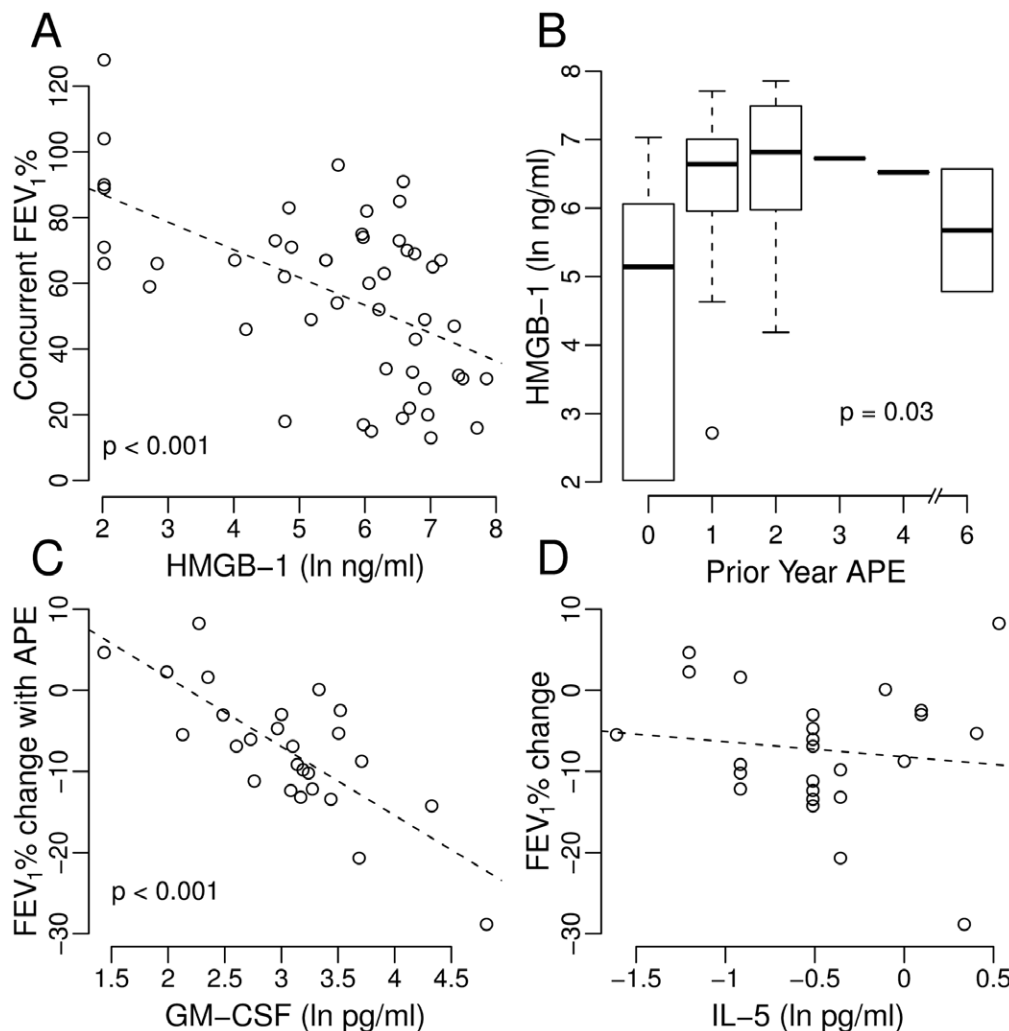 A
Concurrent FEV1%
0 20 40 60 80 100 120
p < 0.001
2 3 4 5 6 7 8
HMGB−1 (ln ng/ml)
B
HMGB−1 (ln ng/ml)
2 3 4 5 6 7 8
p = 0.03
0 1 2 3 4 6
Prior Year APE
C
FEV1% change with APE
−30 −20 −10 0 10
p < 0.001
1.5 2 2.5 3 3.5 4 4.5
GM−CSF (ln pg/ml)
D
FEV1% change
−30 −20 −10 0 10
−1.5 −1 −0.5 0 0.5
IL−5 (ln pg/ml)